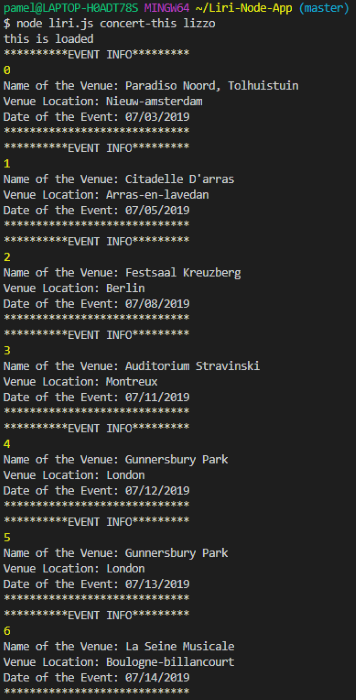 pamel@LAPTOP-H0ADT78S MINGW64 ~/Liri-Node-App (master)
$ node liri.js concert-this lizzo
this is loaded
**********EVENT INFO*********
0
Name of the Venue: Paradiso Noord, Tolhuistuin
Venue Location: Nieuw-amsterdam
Date of the Event: 07/03/2019
*****************************
**********EVENT INFO*********
1
Name of the Venue: Citadelle D'arras
Venue Location: Arras-en-lavedan
Date of the Event: 07/05/2019
*****************************
**********EVENT INFO*********
2
Name of the Venue: Festsaal Kreuzberg
Venue Location: Berlin
Date of the Event: 07/08/2019
*****************************
**********EVENT INFO*********
3
Name of the Venue: Auditorium Stravinski
Venue Location: Montreux
Date of the Event: 07/11/2019
*****************************
**********EVENT INFO*********
4
Name of the Venue: Gunnersbury Park
Venue Location: London
Date of the Event: 07/12/2019
*****************************
**********EVENT INFO*********
5
Name of the Venue: Gunnersbury Park
Venue Location: London
Date of the Event: 07/13/2019
*****************************
**********EVENT INFO*********
6
Name of the Venue: La Seine Musicale
Venue Location: Boulogne-billancourt
Date of the Event: 07/14/2019
*****************************